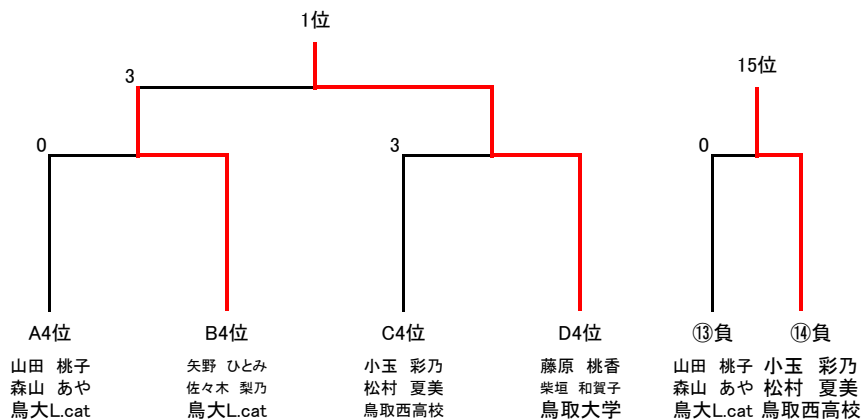 1位
15位
3
0
3
0
A4位
B4位
C4位
D4位
⑬負
⑭負
山田 桃子
矢野 ひとみ
小玉 彩乃
藤原 桃香
山田 桃子
小玉 彩乃
森山 あや
佐々木 梨乃
松村 夏美
柴垣 和賀子
森山 あや
松村 夏美
鳥大L.cat
鳥大L.cat
鳥取西高校
鳥取大学
鳥大L.cat
鳥取西高校